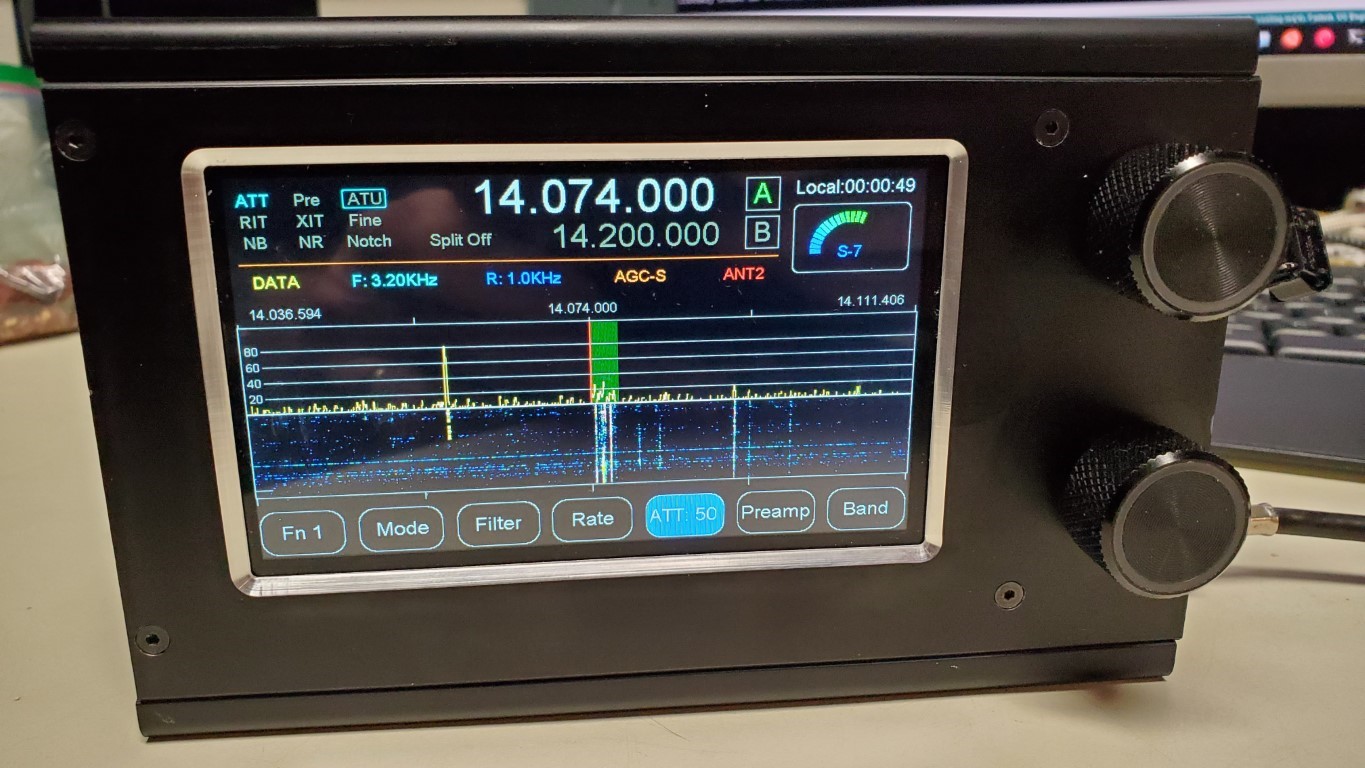 ATT Pre ATU 14.074.000 A Local:00:00:49
RIT XIT Fine
NB NR Notch Split Off 14.200.000 B S-7
DATA F: 3.20KHz R: 1.0KHz AGC-S ANT2
14.036.594 14.074.000 14.111.406
80
60
40
20
Fn 1 Mode Filter Rate ATT: 50 Preamp Band